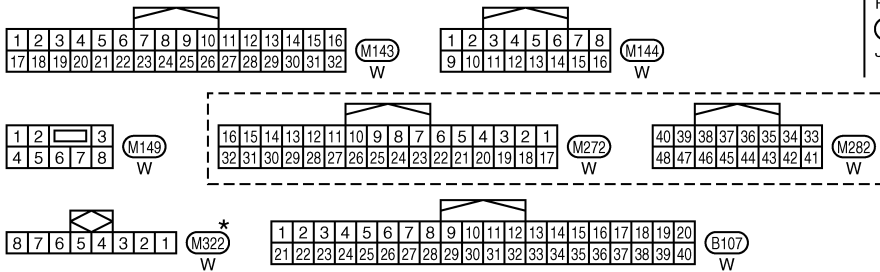 1 2 3 4 5 6 7 8 9 10 11 12 13 14 15 16
17 18 19 20 21 22 23 24 25 26 27 28 29 30 31 32
M143
W
1 2 3 4 5 6 7 8
9 10 11 12 13 14 15 16
M144
W
1 2 3
4 5 6 7 8
M149
W
16 15 14 13 12 11 10 9 8 7 6 5 4 3 2 1
32 31 30 29 28 27 26 25 24 23 22 21 20 19 18 17
M272
W
40 39 38 37 36 35 34 33
48 47 46 45 44 43 42 41
M282
W
8 7 6 5 4 3 2 1
M322 *
W
1 2 3 4 5 6 7 8 9 10 11 12 13 14 15 16 17 18 19 20
21 22 23 24 25 26 27 28 29 30 31 32 33 34 35 36 37 38 39 40
B107
W